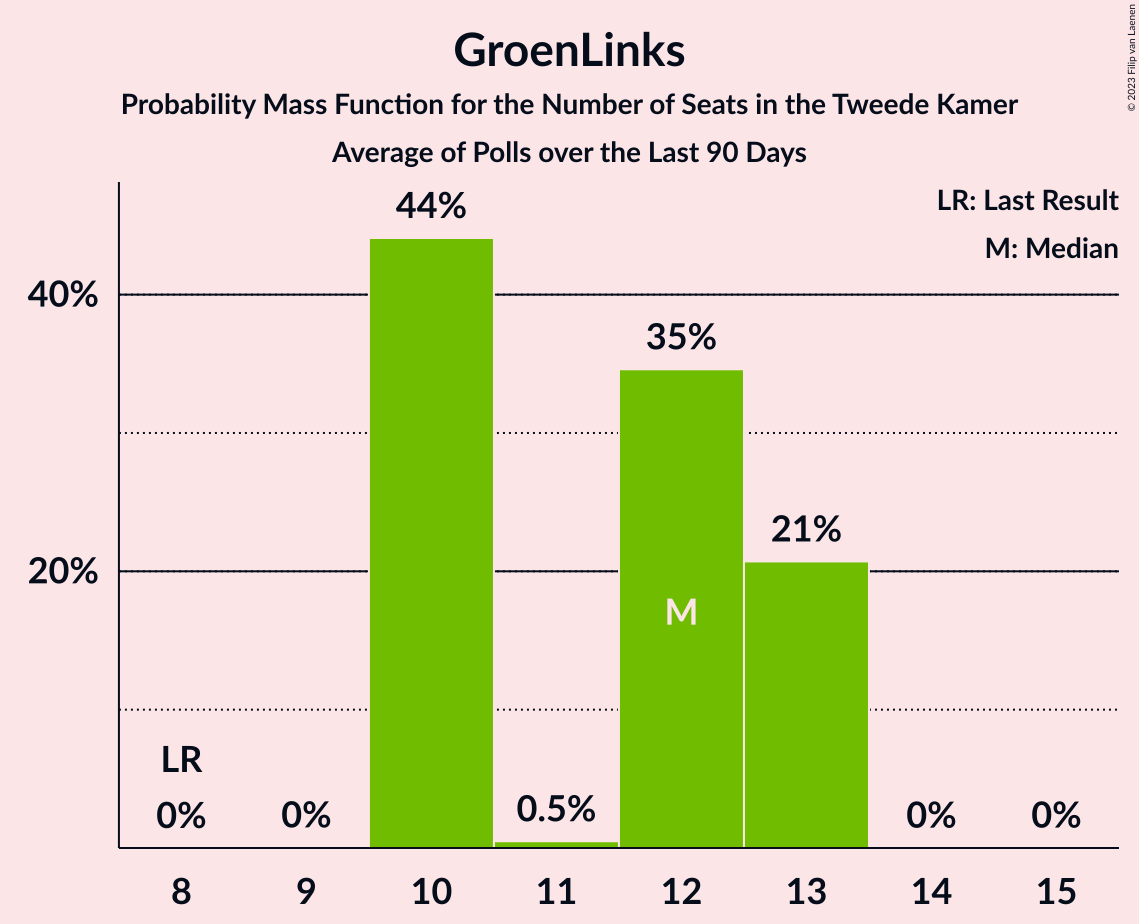 GroenLinks
Probability Mass Function for the Number of Seats in the Tweede Kamer
Average of Polls over the Last 90 Days
© 2023 Filip van Laenen
LR: Last Result
M: Median
44%
40%
35%
21%
20%
M
LR
0%
0%
0.5%
0%
0%
8 9 10 11 12 13 14 15